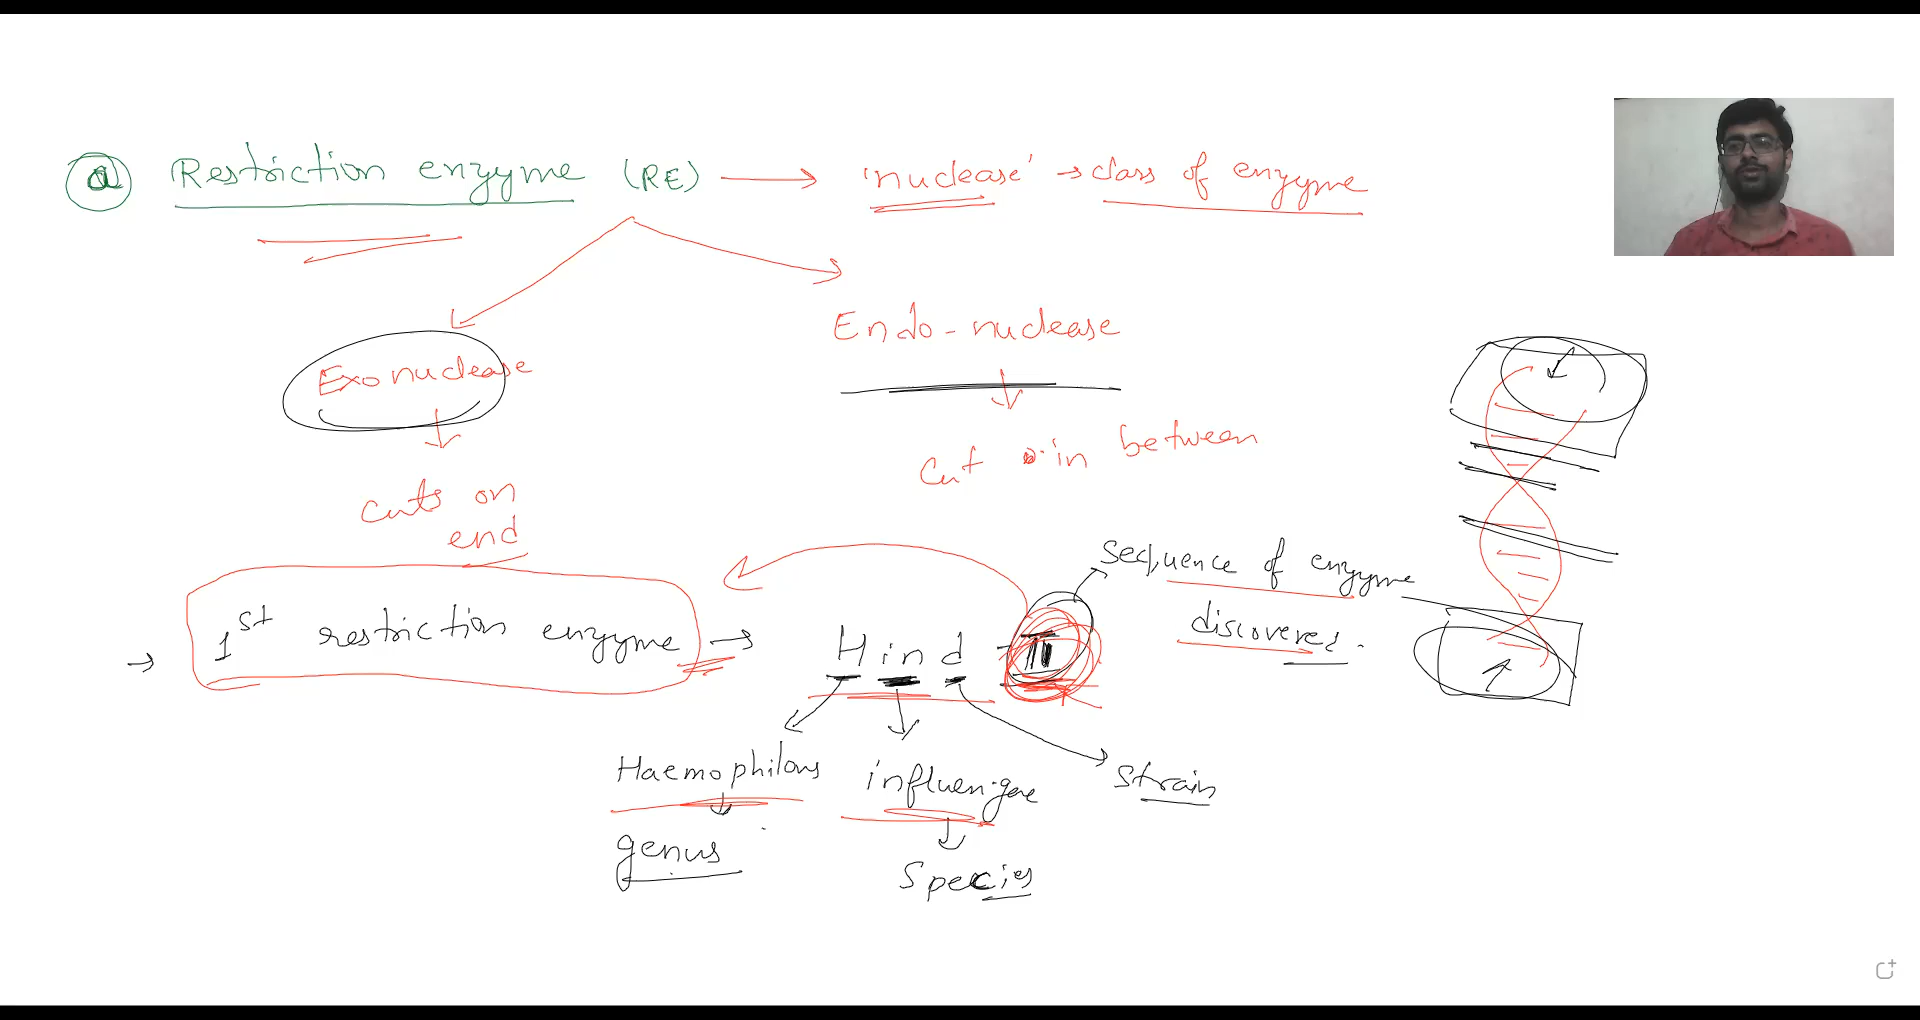 a Restriction enzyme (RE) → 'nuclease' → class of enzyme
Exonuclease
Endo-nuclease
cuts on
end
cut in between
1st restriction enzyme → Hind II
sequence of enzyme
discovered.
Haemophilous
genus
influenzae
species
strain